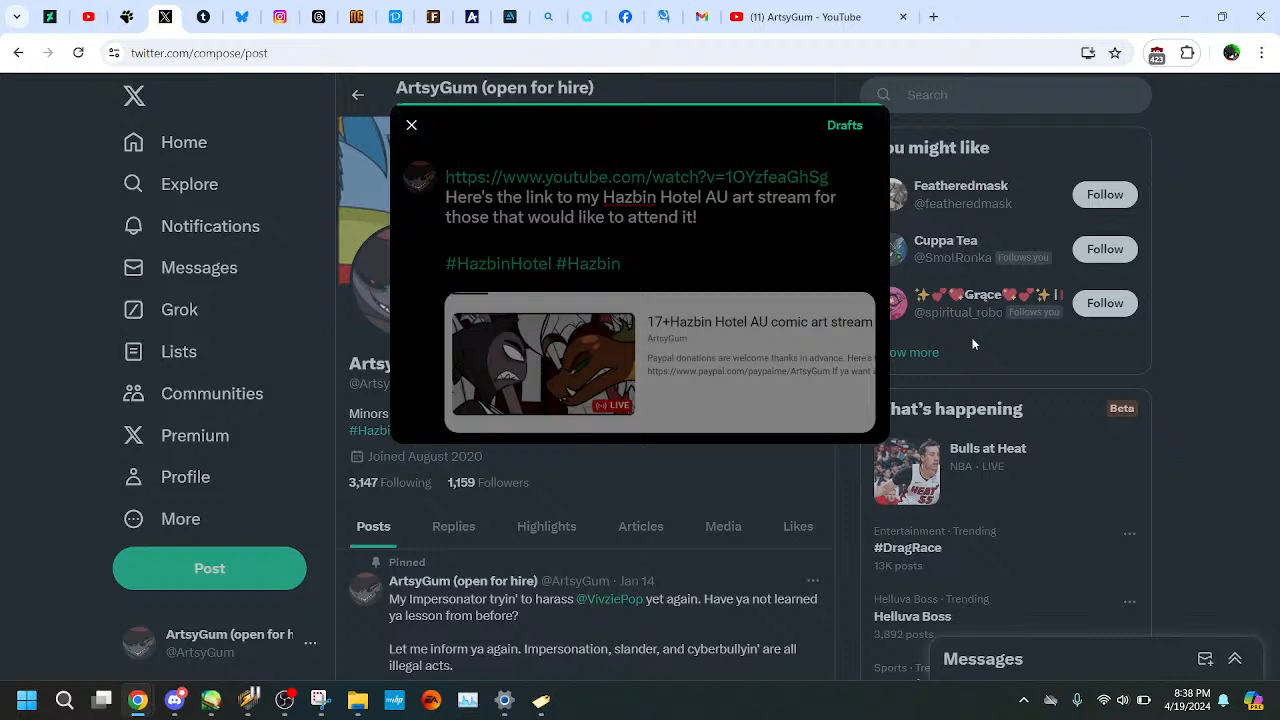 (11) ArtsyGum - YouTube
twitter.com/compose/post
423
ArtsyGum (open for hire)
Search
Drafts
https://www.youtube.com/watch?v=1OYzfeaGhSg
Here's the link to my Hazbin Hotel AU art stream for
those that would like to attend it!
#HazbinHotel #Hazbin
17+Hazbin Hotel AU comic art stream
ArtsyGum
Paypal donations are welcome thanks in advance. Here's
https://www.paypal.com/paypaime/ArtsyGum If ya want a
LIVE
Home
Explore
Notifications
Messages
Grok
Lists
Communities
Premium
Profile
More
Post
ArtsyGum (open for h
@ArtsyGum
Artsy
@Artsy
Minors
#Hazbi
Joined August 2020
3,147 Following 1,159 Followers
Posts
Replies
Highlights
Articles
Media
Likes
Pinned
ArtsyGum (open for hire) @ArtsyGum · Jan 14
My Impersonator tryin' to harass @VivziePop yet again. Have ya not learned
ya lesson from before?
Let me inform ya again. Impersonation, slander, and cyberbullyin' are all
illegal acts.
u might like
Featheredmask
@featheredmask
Follow
Cuppa Tea
@SmolRonka Follows you
Follow
Grace
@spiritual_robo Follows you
Follow
ow more
hat's happening
Beta
Bulls at Heat
NBA · LIVE
Entertainment · Trending
#DragRace
13K posts
Helluva Boss · Trending
Helluva Boss
3,892 posts
Sports · Tre
Messages
8:38 PM